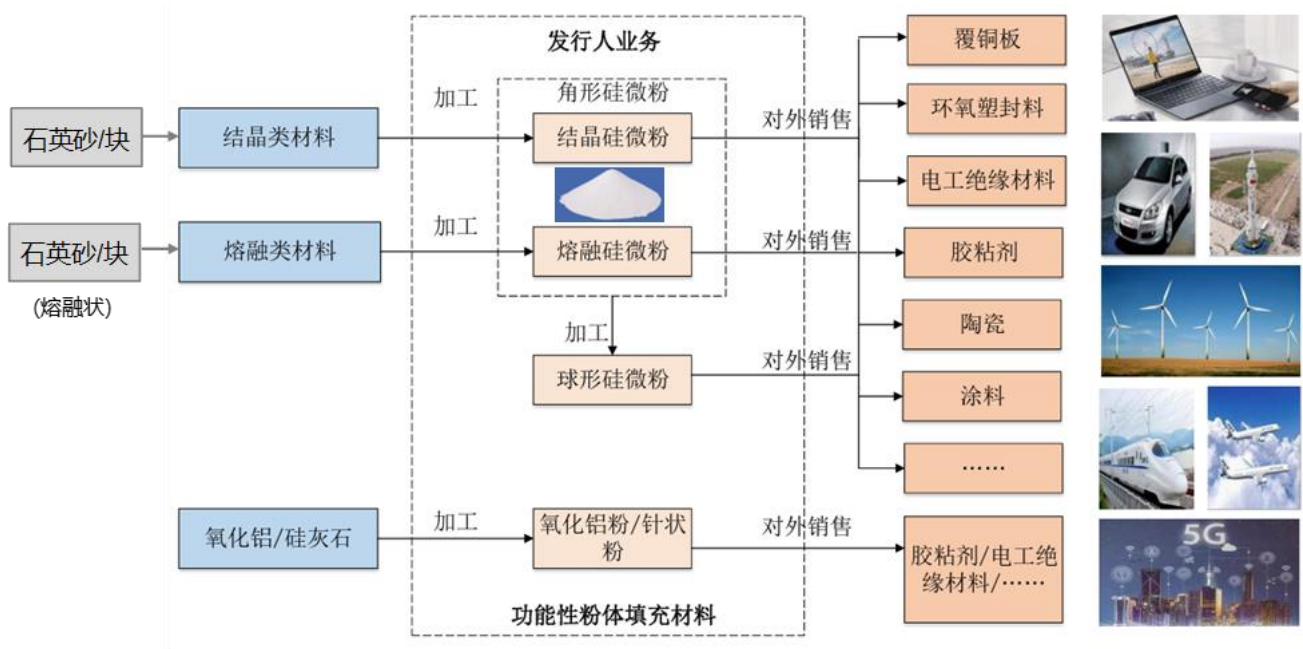 发行人业务
角形硅微粉
石英砂/块
结晶类材料
加工
结晶硅微粉
对外销售
石英砂/块
(熔融状)
熔融类材料
加工
熔融硅微粉
对外销售
加工
球形硅微粉
对外销售
氧化铝/硅灰石
加工
氧化铝粉/针状
粉
对外销售
功能性粉体填充材料
覆铜板
环氧塑封料
电工绝缘材料
胶粘剂
陶瓷
涂料
……
胶粘剂/电工绝
缘材料/……
5G